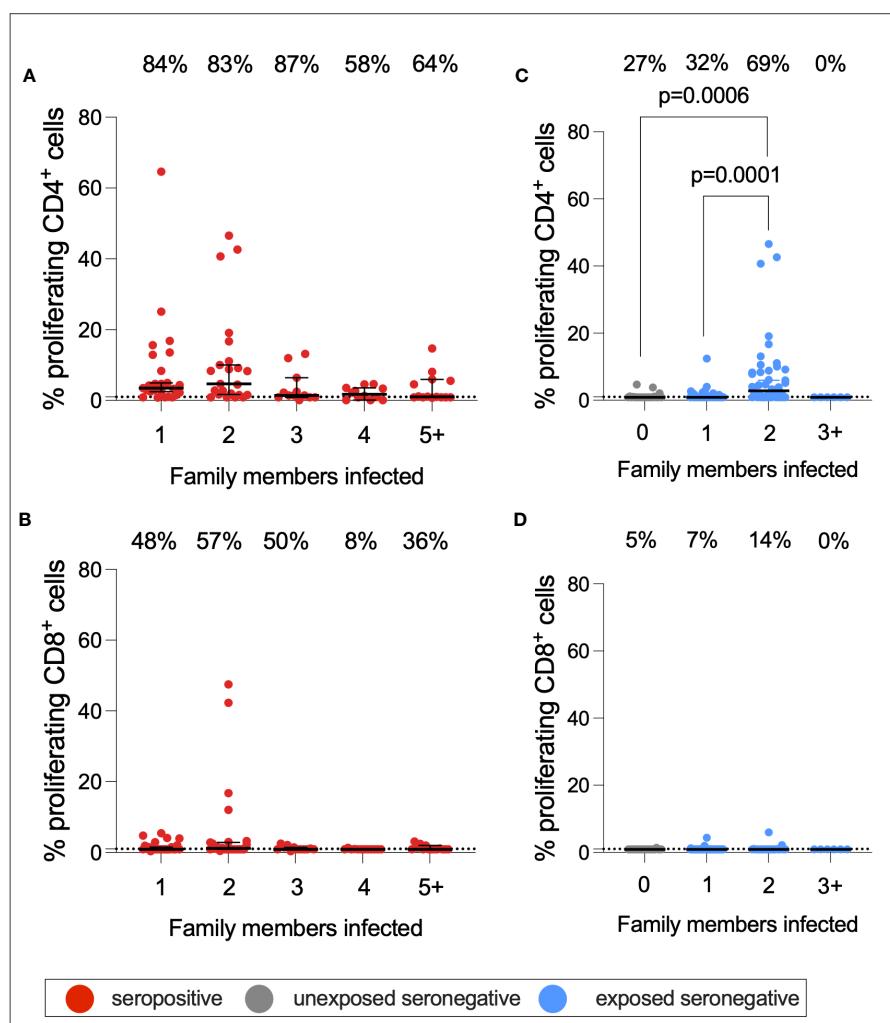 A
84% 83% 87% 58% 64%
% proliferating CD4+ cells
80
60
40
20
0
1 2 3 4 5+
Family members infected
C
27% 32% 69% 0%
p=0.0006
p=0.0001
% proliferating CD4+ cells
80
60
40
20
0
0 1 2 3+
Family members infected
B
48% 57% 50% 8% 36%
% proliferating CD8+ cells
80
60
40
20
0
1 2 3 4 5+
Family members infected
D
5% 7% 14% 0%
% proliferating CD8+ cells
80
60
40
20
0
0 1 2 3+
Family members infected
seropositive unexposed seronegative exposed seronegative